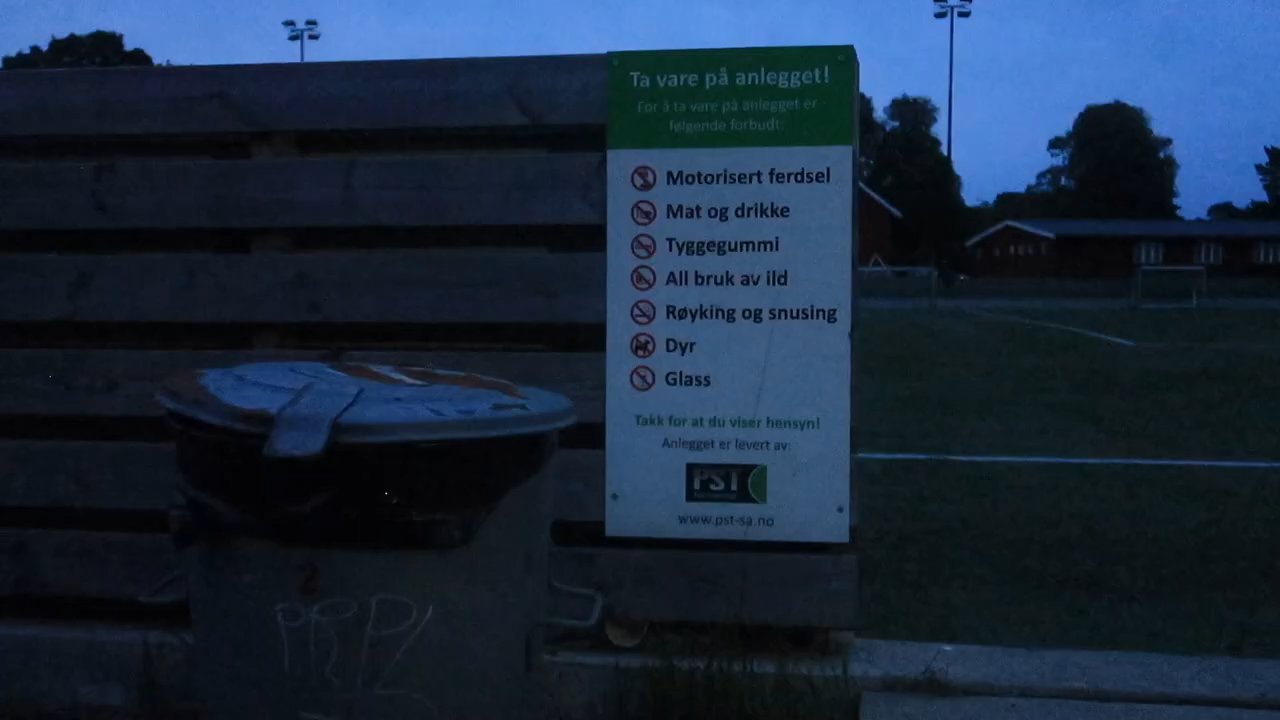 Ta vare på anlegget!
For å ta vare på anlegget er
følgende forbudt:
Motorisert ferdsel
Mat og drikke
Tyggegummi
All bruk av ild
Røyking og snusing
Dyr
Glass
Takk for at du viser hensyn!
Anlegget er levert av:
PST
www.pst-sa.no
2